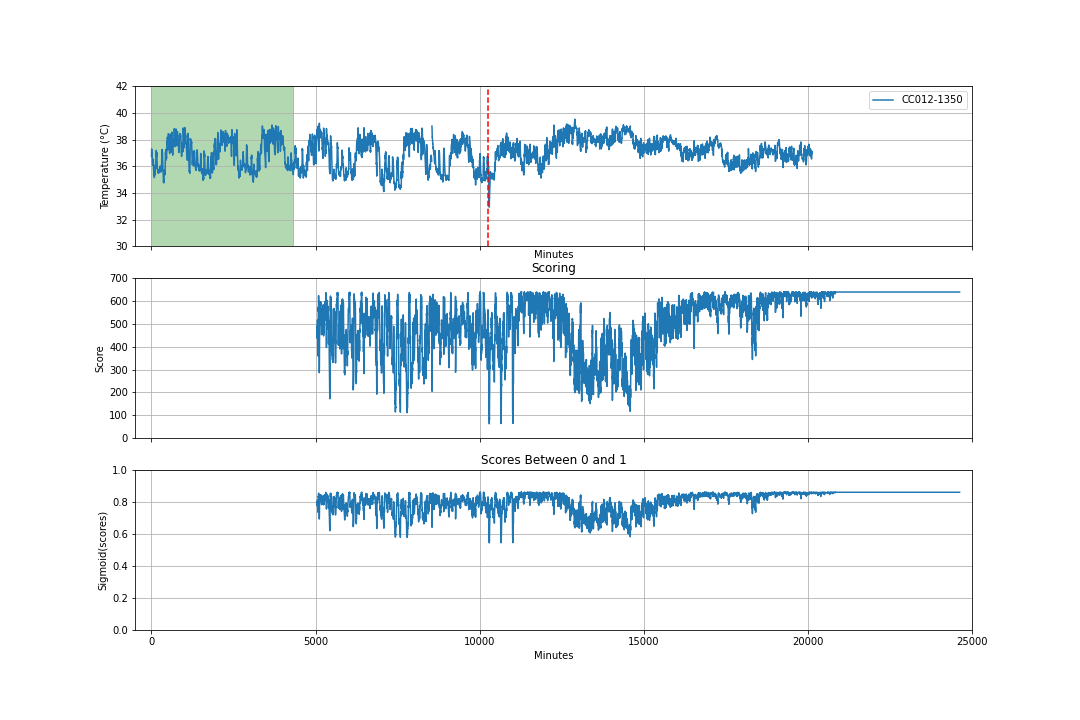 42
40
38
36
34
32
30
Temperature (°C)
CC012-1350
Minutes
Scoring
700
600
500
400
300
200
100
0
Score
Scores Between 0 and 1
1.0
0.8
0.6
0.4
0.2
0.0
Sigmoid(scores)
0 5000 10000 15000 20000 25000
Minutes